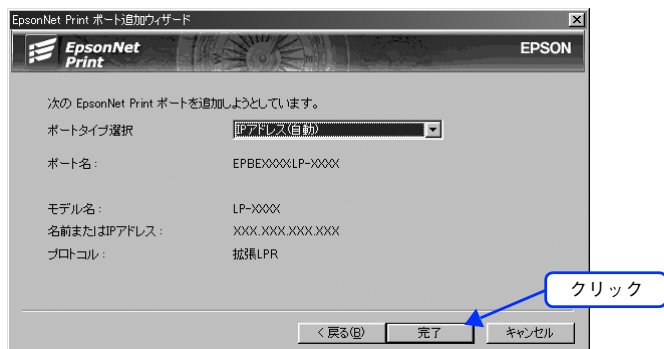 EpsonNet Print ポート追加ウィザード
EpsonNet
Print
EPSON
次の EpsonNet Print ポートを追加しようとしています。
ポートタイプ選択 IPアドレス(自動)
ポート名： EPBEXXXX:LP-XXXX
モデル名： LP-XXXX
名前またはIPアドレス： XXX.XXX.XXX.XXX
プロトコル： 拡張LPR
クリック
< 戻る(B) 完了 キャンセル